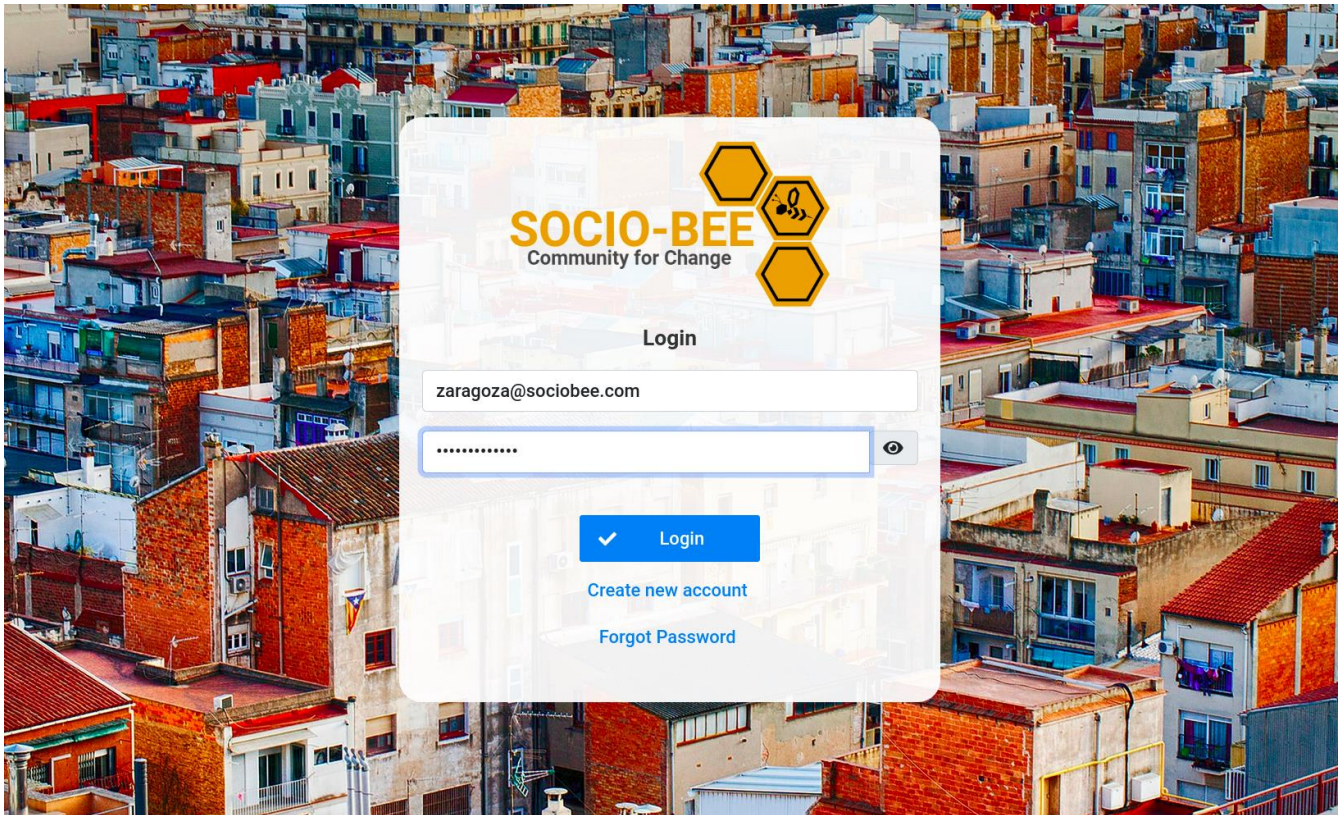 SOCIO-BEE
Community for Change
Login
zaragoza@sociobee.com
•••••••••••••
Login
Create new account
Forgot Password